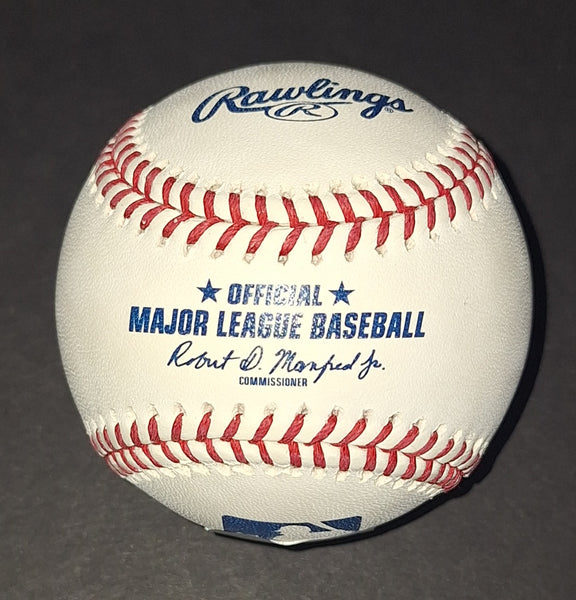 Rawlings
R
®
★ OFFICIAL ★
MAJOR LEAGUE BASEBALL
Robert D. Manfred Jr.
COMMISSIONER